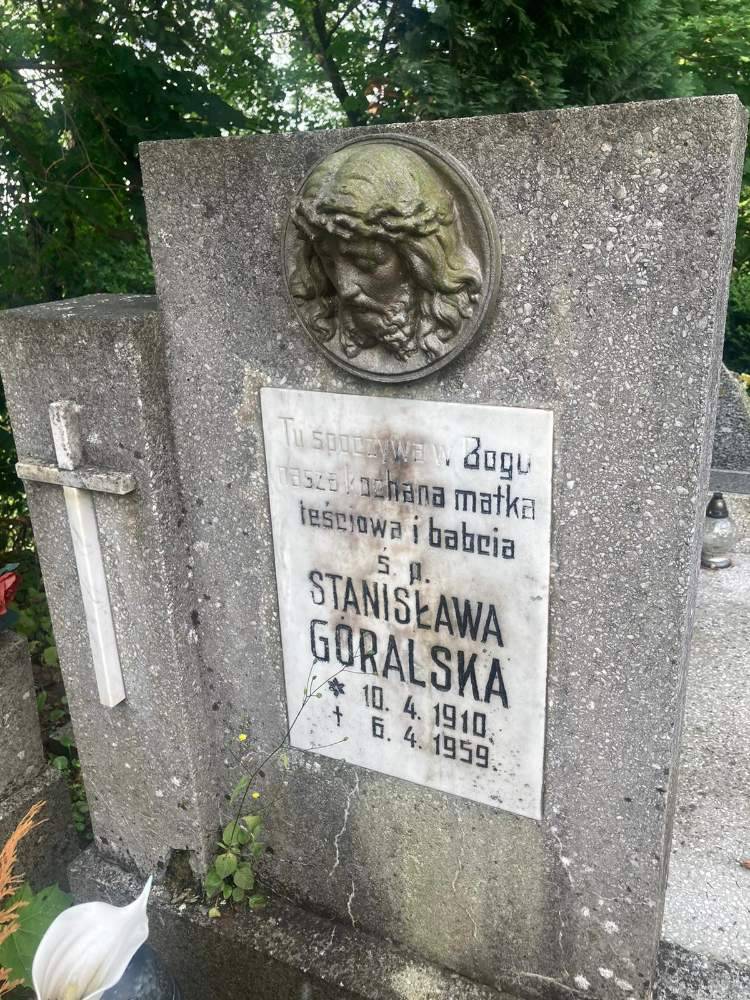 Tu spoczywa w Bogu
nasza kochana matka
teściowa i babcia
ś. p.
STANISŁAWA
GÓRALSKA
* 10. 4. 1910
✝ 6. 4. 1959